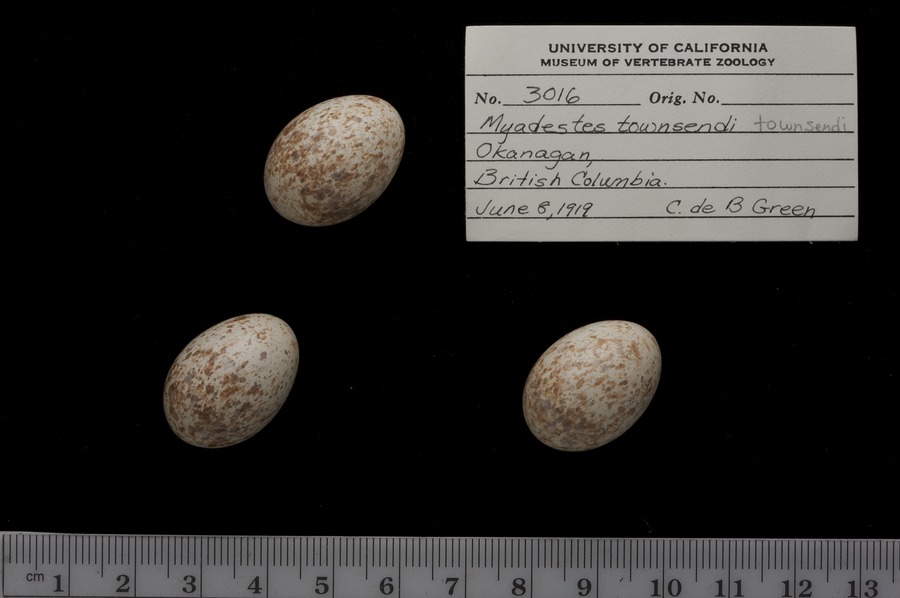 UNIVERSITY OF CALIFORNIA
MUSEUM OF VERTEBRATE ZOOLOGY
No. 3016 Orig. No.
Myadestes townsendi townsendi
Okanagan,
British Columbia.
June 8, 1919 C. de B Green
cm 1 2 3 4 5 6 7 8 9 10 11 12 13